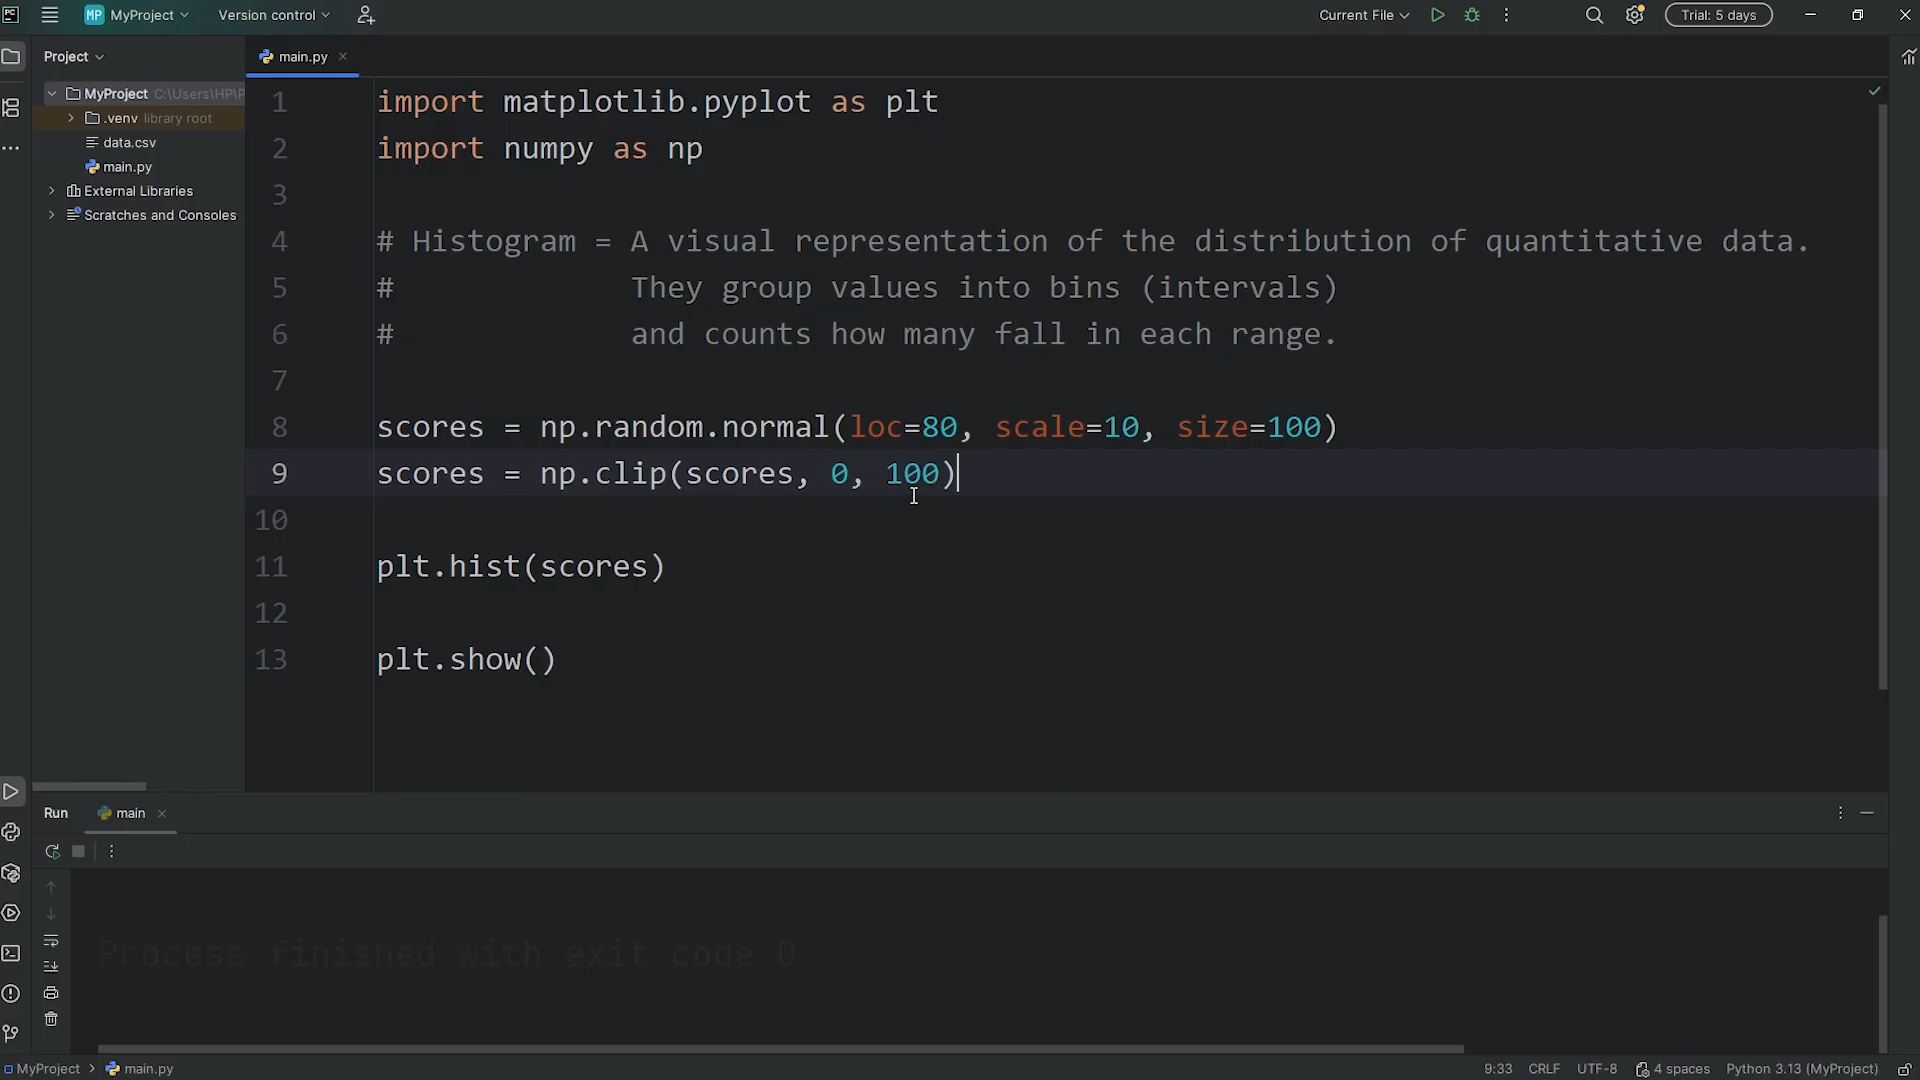 PC MP MyProject Version control Current File Trial: 5 days
Project main.py
MyProject C:\Users\HP\P
.venv library root
data.csv
main.py
External Libraries
Scratches and Consoles
1 import matplotlib.pyplot as plt
2 import numpy as np
3
4 # Histogram = A visual representation of the distribution of quantitative data.
5 # They group values into bins (intervals)
6 # and counts how many fall in each range.
7
8 scores = np.random.normal(loc=80, scale=10, size=100)
9 scores = np.clip(scores, 0, 100)
10
11 plt.hist(scores)
12
13 plt.show()
Run main
Process finished with exit code 0
MyProject > main.py 9:33 CRLF UTF-8 4 spaces Python 3.13 (MyProject)